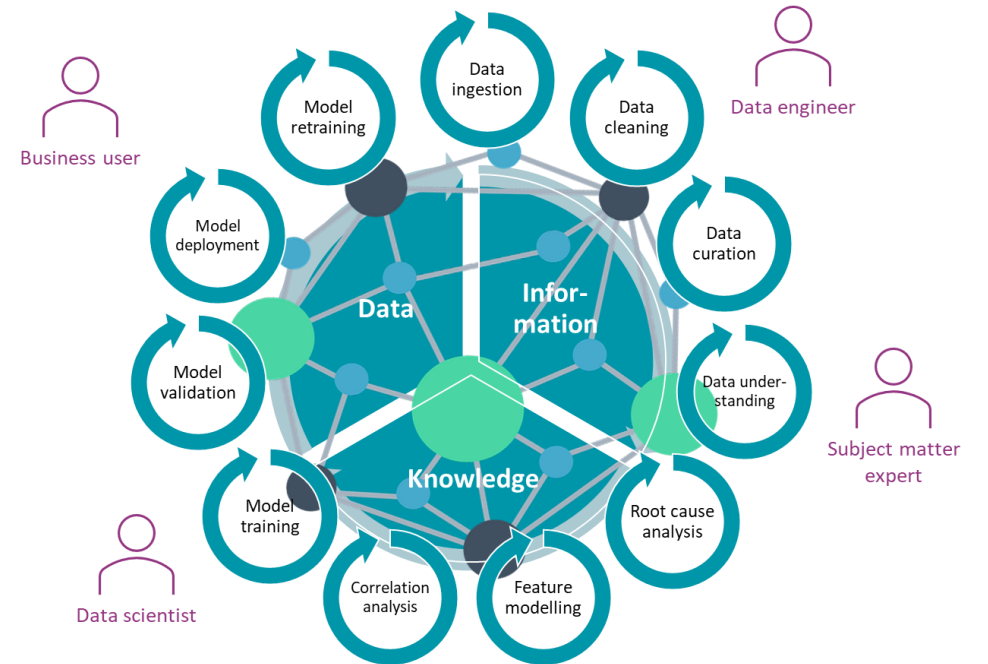 Data
ingestion
Data
cleaning
Data engineer
Data
curation
Data under-
standing
Subject matter
expert
Root cause
analysis
Feature
modelling
Correlation
analysis
Data scientist
Model
training
Model
validation
Model
deployment
Business user
Model
retraining
Data
Infor-
mation
Knowledge